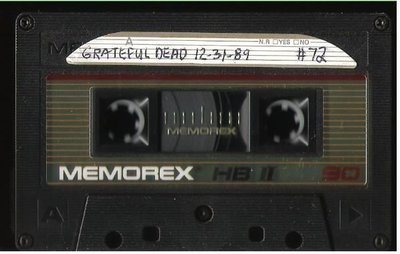 A N.R □YES □NO
GRATEFUL DEAD 12-31-89 #72
MEMOREX
MEMOREX HB II 90
A